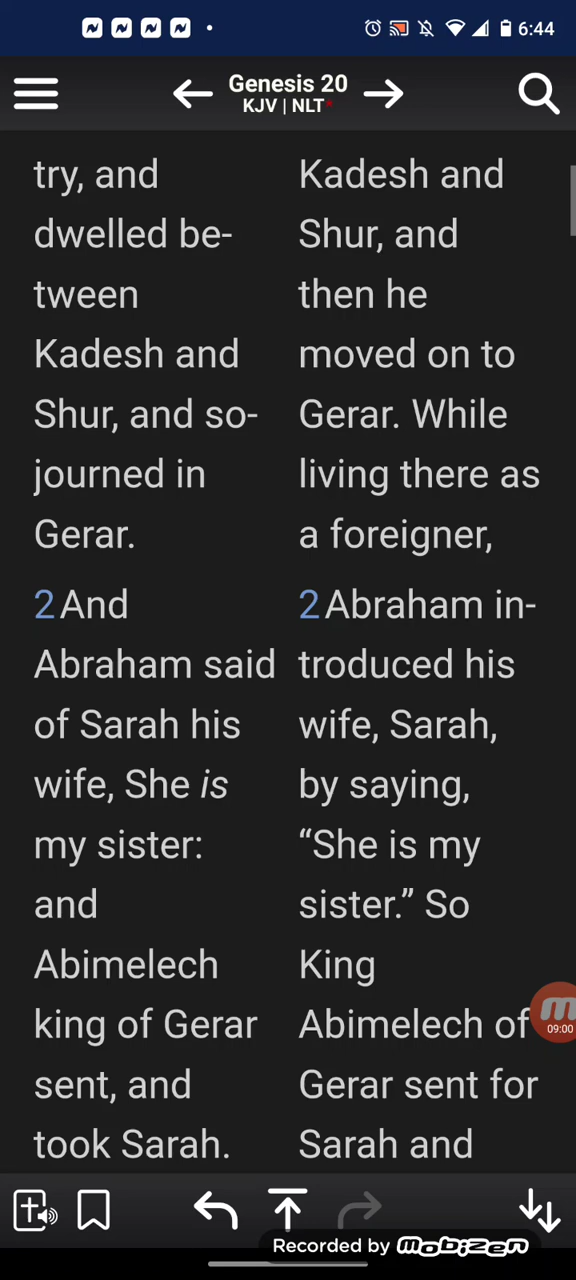 6:44
Genesis 20
KJV | NLT*
try, and
dwelled be-
tween
Kadesh and
Shur, and so-
journed in
Gerar.
2 And
Abraham said
of Sarah his
wife, She is
my sister:
and
Abimelech
king of Gerar
sent, and
took Sarah.
Kadesh and
Shur, and
then he
moved on to
Gerar. While
living there as
a foreigner,
2 Abraham in-
troduced his
wife, Sarah,
by saying,
“She is my
sister.” So
King
Abimelech of
Gerar sent for
Sarah and
09:00
Recorded by mobizen